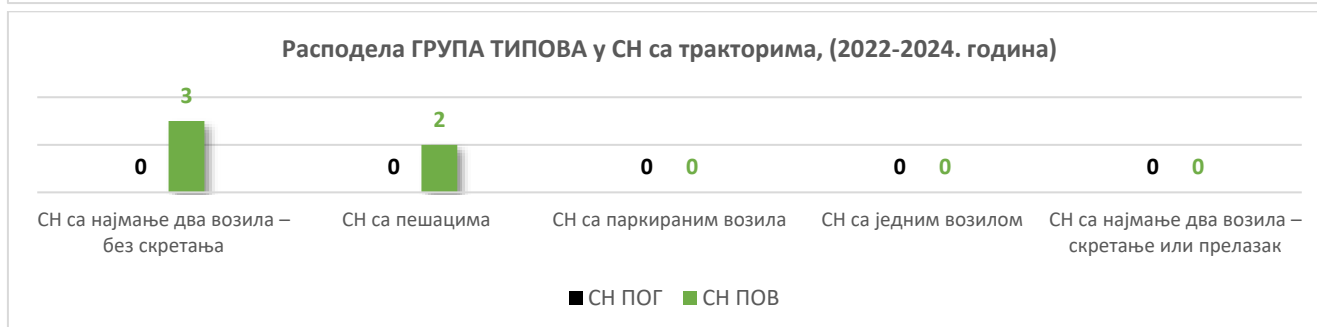 Расподела ГРУПА ТИПОВА у СН са тракторима, (2022-2024. година)
3
2
0
0
0 0
0 0
0 0
СН са најмање два возила –
без скретања
СН са пешацима
СН са паркираним возила
СН са једним возилом
СН са најмање два возила –
скретање или прелазак
СН ПОГ СН ПОВ